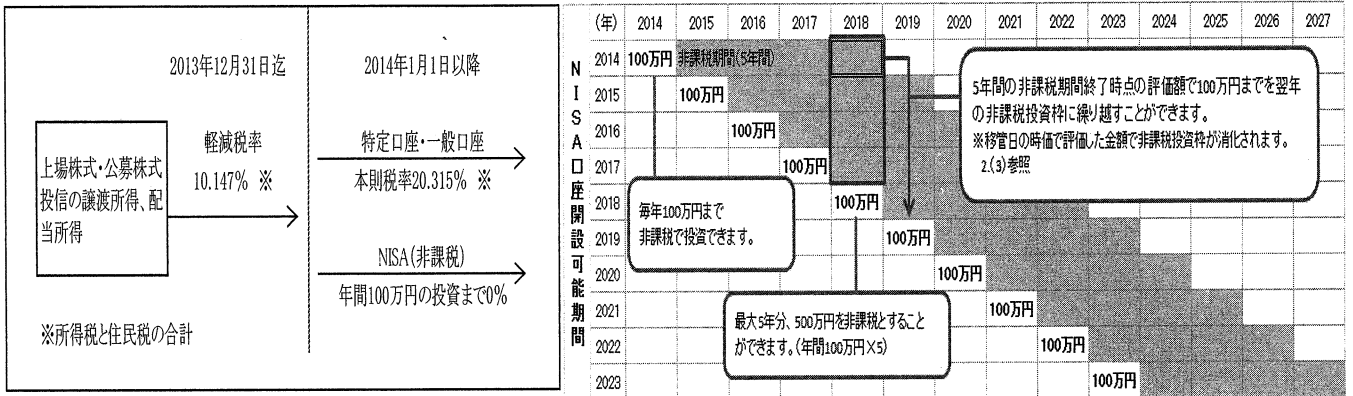 2013年12月31日迄
2014年1月1日以降
上場株式・公募株式
投信の譲渡所得、配
当所得
軽減税率
10.147% ※
特定口座・一般口座
本則税率20.315% ※
NISA(非課税)
年間100万円の投資まで0%
※所得税と住民税の合計
NISA口座開設可能期間
(年) 2014 2015 2016 2017 2018 2019 2020 2021 2022 2023 2024 2025 2026 2027
2014 100万円 非課税期間(5年間)
2015 100万円
2016 100万円
2017 100万円
2018 100万円
2019 100万円
2020 100万円
2021 100万円
2022 100万円
2023 100万円
5年間の非課税期間終了時点の評価額で100万円までを翌年
の非課税投資枠に繰り越すことができます。
※移管日の時価で評価した金額で非課税投資枠が消化されます。
2.(3)参照
毎年100万円まで
非課税で投資できます。
最大5年分、500万円を非課税とすること
ができます。(年間100万円×5)